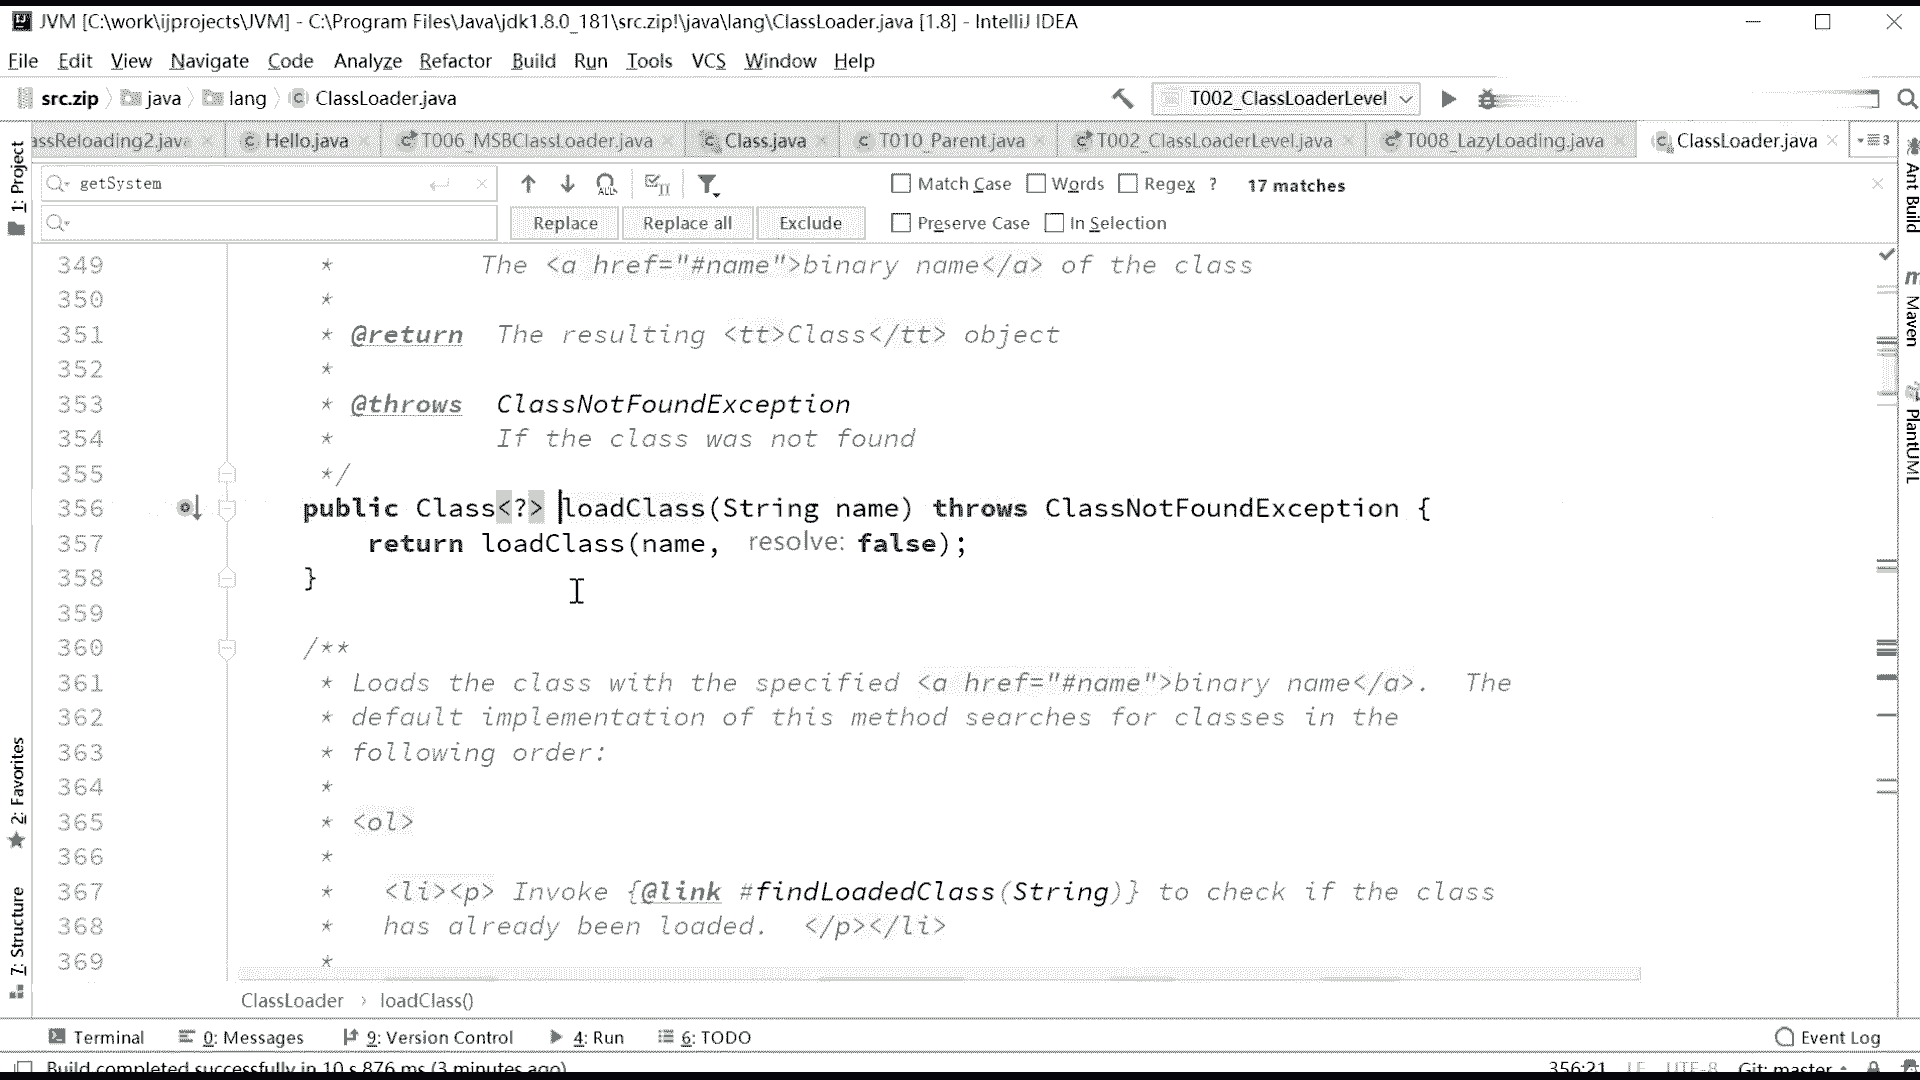 JVM [C:\work\ijprojects\JVM] - C:\Program Files\Java\jdk1.8.0_181\src.zip!\java\lang\ClassLoader.java [1.8] - IntelliJ IDEA
File Edit View Navigate Code Analyze Refactor Build Run Tools VCS Window Help
src.zip java lang ClassLoader.java T002_ClassLoaderLevel
assReloading2.java Hello.java T006_MSBClassLoader.java Class.java T010_Parent.java T002_ClassLoaderLevel.java T008_LazyLoading.java ClassLoader.java 3
getSystem Match Case Words Regex ? 17 matches
Replace Replace all Exclude Preserve Case In Selection
349 * The <a href="#name">binary name</a> of the class
350 *
351 * @return The resulting <tt>Class</tt> object
352 *
353 * @throws ClassNotFoundException
354 * If the class was not found
355 */
356 public Class<?> loadClass(String name) throws ClassNotFoundException {
357 return loadClass(name, resolve: false);
358 }
359
360 /**
361 * Loads the class with the specified <a href="#name">binary name</a>. The
362 * default implementation of this method searches for classes in the
363 * following order:
364 *
365 * <ol>
366 *
367 * <li><p> Invoke {@link #findLoadedClass(String)} to check if the class
368 * has already been loaded. </p></li>
369 *
ClassLoader › loadClass()
Terminal 0: Messages 9: Version Control 4: Run 6: TODO Event Log
Build completed successfully in 10 s 876 ms (3 minutes ago) 356:21 LF UTF-8 Git: master
1: Project
2: Favorites
7: Structure
Ant Build
Maven
PlantUML